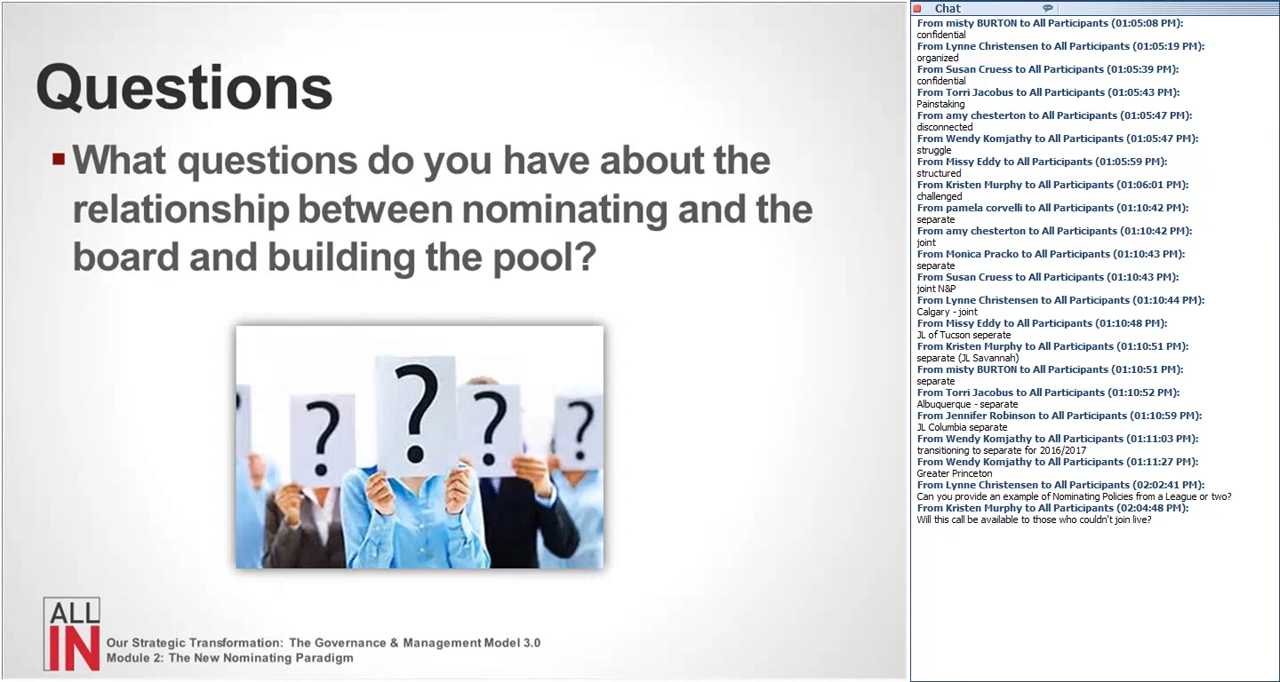 Questions
What questions do you have about the
relationship between nominating and the
board and building the pool?
?
?
?
?
ALL
IN
Our Strategic Transformation: The Governance & Management Model 3.0
Module 2: The New Nominating Paradigm
Chat
From misty BURTON to All Participants (01:05:08 PM):
confidential
From Lynne Christensen to All Participants (01:05:19 PM):
organized
From Susan Cruess to All Participants (01:05:39 PM):
confidential
From Torri Jacobus to All Participants (01:05:43 PM):
Painstaking
From amy chesterton to All Participants (01:05:47 PM):
disconnected
From Wendy Komjathy to All Participants (01:05:47 PM):
struggle
From Missy Eddy to All Participants (01:05:59 PM):
structured
From Kristen Murphy to All Participants (01:06:01 PM):
challenged
From pamela corvelli to All Participants (01:10:42 PM):
separate
From amy chesterton to All Participants (01:10:42 PM):
joint
From Monica Pracko to All Participants (01:10:43 PM):
separate
From Susan Cruess to All Participants (01:10:43 PM):
joint N&P
From Lynne Christensen to All Participants (01:10:44 PM):
Calgary - joint
From Missy Eddy to All Participants (01:10:48 PM):
JL of Tucson seperate
From Kristen Murphy to All Participants (01:10:51 PM):
separate (JL Savannah)
From misty BURTON to All Participants (01:10:51 PM):
separate
From Torri Jacobus to All Participants (01:10:52 PM):
Albuquerque - separate
From Jennifer Robinson to All Participants (01:10:59 PM):
JL Columbia separate
From Wendy Komjathy to All Participants (01:11:03 PM):
transitioning to separate for 2016/2017
From Wendy Komjathy to All Participants (01:11:27 PM):
Greater Princeton
From Lynne Christensen to All Participants (02:02:41 PM):
Can you provide an example of Nominating Policies from a League or two?
From Kristen Murphy to All Participants (02:04:48 PM):
Will this call be available to those who couldn't join live?